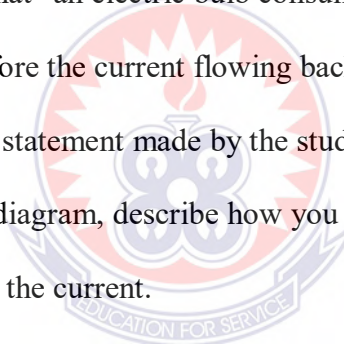 an electric bulb consum
fore the current flowing bac
statement made by the stud
diagram, describe how you
the current.
EDUCATION FOR SERVICE